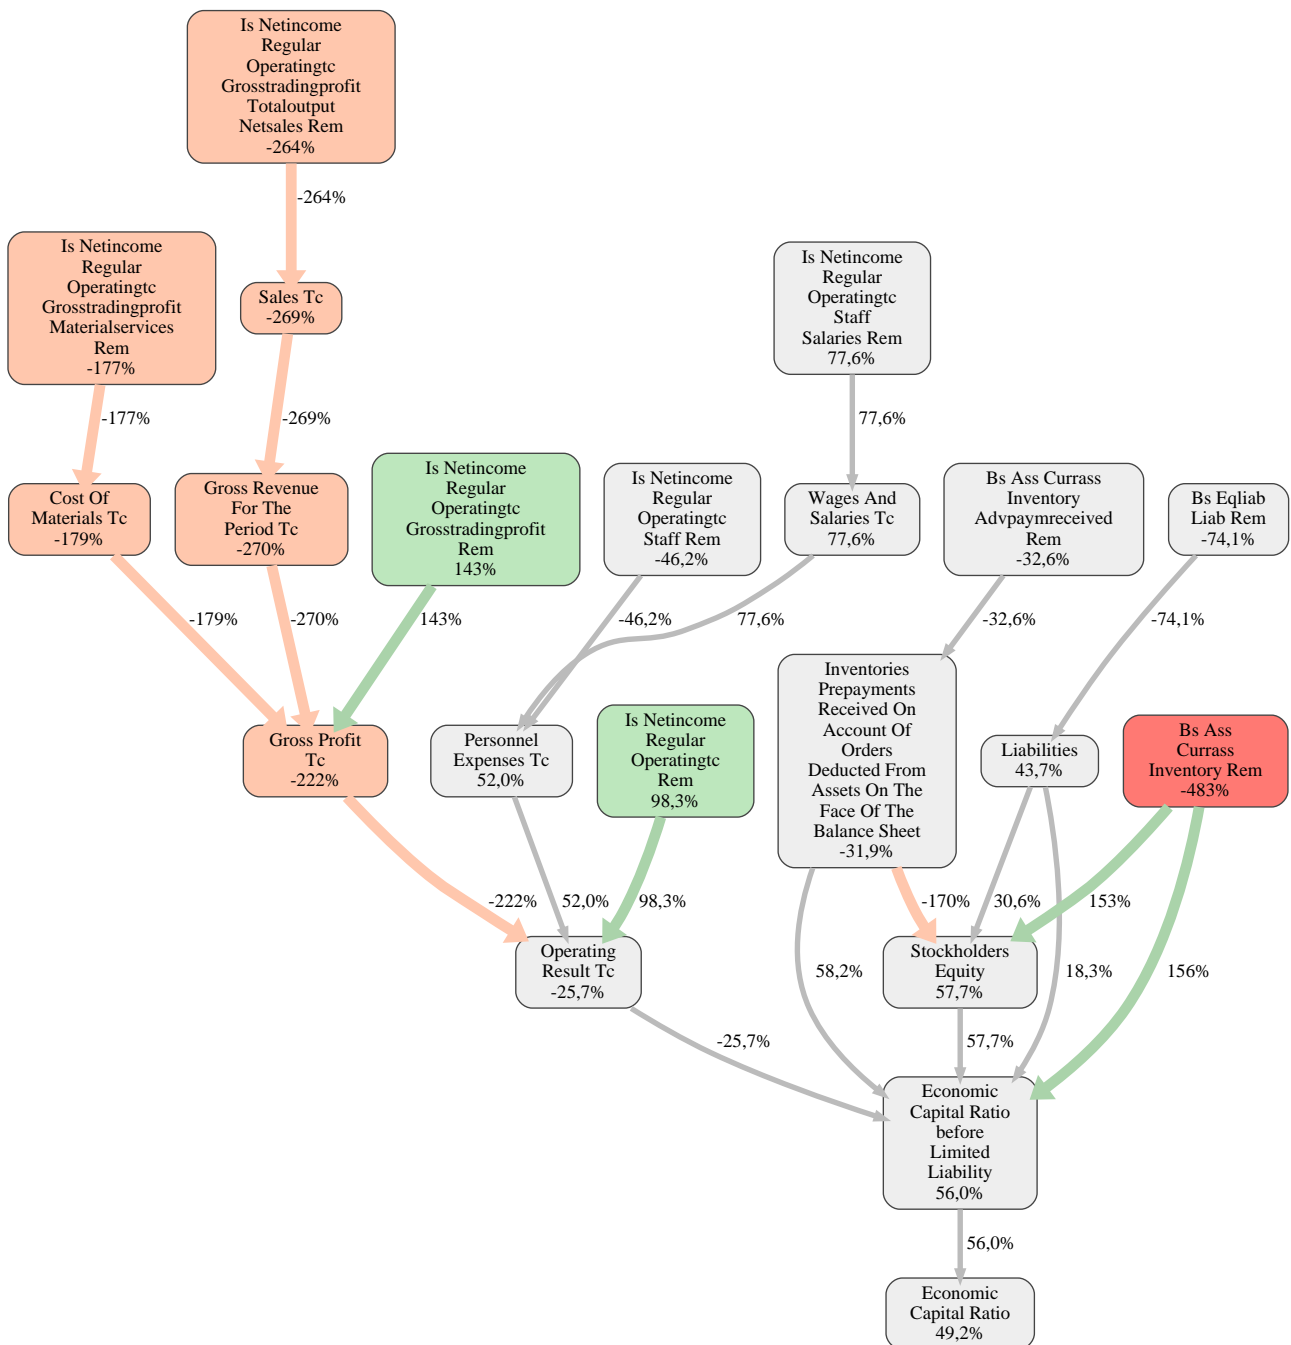 Is Netincome
Regular
Operatingtc
Grosstradingprofit
Totaloutput
Netsales Rem
-264%
-264%
Is Netincome
Regular
Operatingtc
Grosstradingprofit
Materialservices
Rem
-177%
Sales Tc
-269%
Is Netincome
Regular
Operatingtc
Staff
Salaries Rem
77,6%
-177%
-269%
77,6%
Cost Of
Materials Tc
-179%
Gross Revenue
For The
Period Tc
-270%
Is Netincome
Regular
Operatingtc
Grosstradingprofit
Rem
143%
Is Netincome
Regular
Operatingtc
Staff Rem
-46,2%
Wages And
Salaries Tc
77,6%
Bs Ass Currass
Inventory
Advpaymreceived
Rem
-32,6%
Bs Eqliab
Liab Rem
-74,1%
-179%
-270%
143%
-46,2%
77,6%
-32,6%
-74,1%
Gross Profit
Tc
-222%
Personnel
Expenses Tc
52,0%
Is Netincome
Regular
Operatingtc
Rem
98,3%
Inventories
Prepayments
Received On
Account Of
Orders
Deducted From
Assets On The
Face Of The
Balance Sheet
-31,9%
Liabilities
43,7%
Bs Ass
Currass
Inventory Rem
-483%
-222%
52,0%
98,3%
-170%
30,6%
153%
Operating
Result Tc
-25,7%
58,2%
Stockholders
Equity
57,7%
18,3%
156%
-25,7%
57,7%
Economic
Capital Ratio
before
Limited
Liability
56,0%
56,0%
Economic
Capital Ratio
49,2%